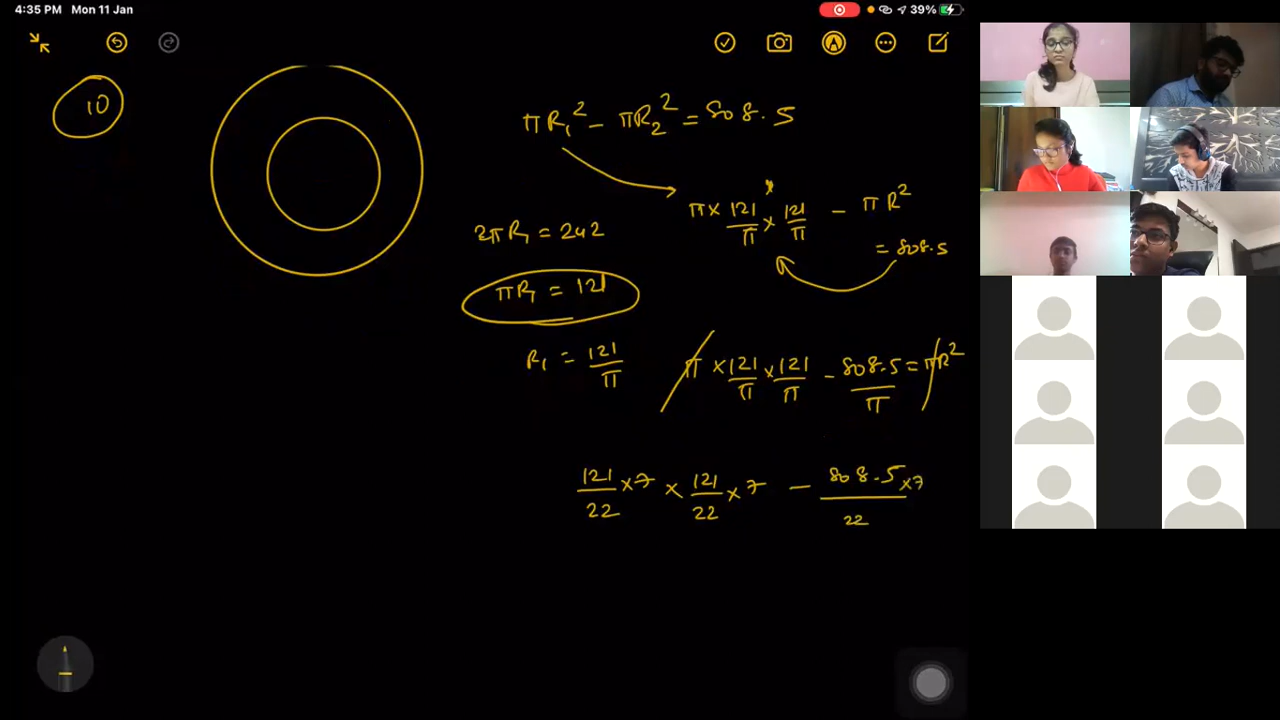 4:35 PM Mon 11 Jan
39%
10
πR₁² - πR₂² = 808.5
π × 121/π × 121/π - πR²
= 808.5
2πR₁ = 242
πR₁ = 121
R₁ = 121/π
π × 121/π × 121/π - 808.5/π = πR²
121/22 × 7 × 121/22 × 7 - 808.5 × 7/22